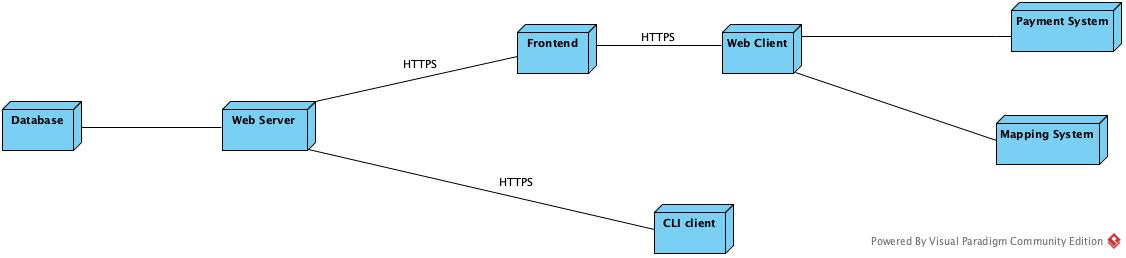 Payment System
HTTPS
Frontend
Web Client
HTTPS
Database
Web Server
Mapping System
HTTPS
CLI client
Powered By Visual Paradigm Community Edition